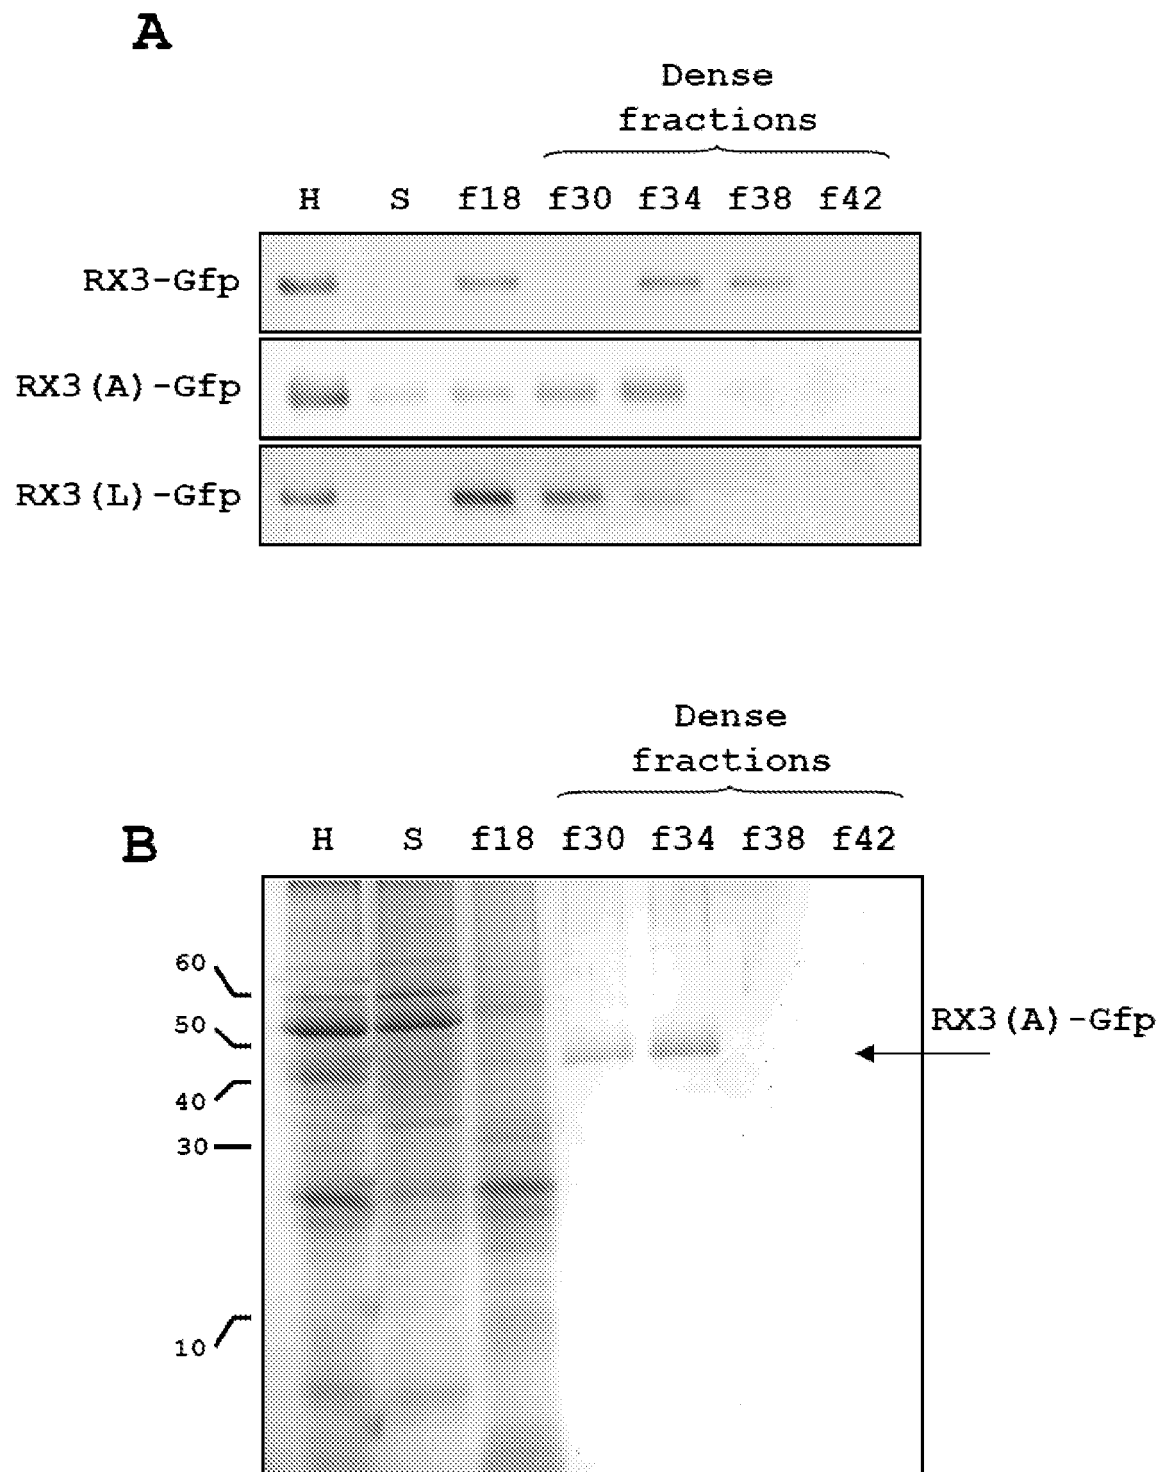 A
Dense
fractions
H S f18 f30 f34 f38 f42
RX3-Gfp
RX3(A)-Gfp
RX3(L)-Gfp
Dense
fractions
B H S f18 f30 f34 f38 f42
60
50
40
30
10
RX3(A)-Gfp